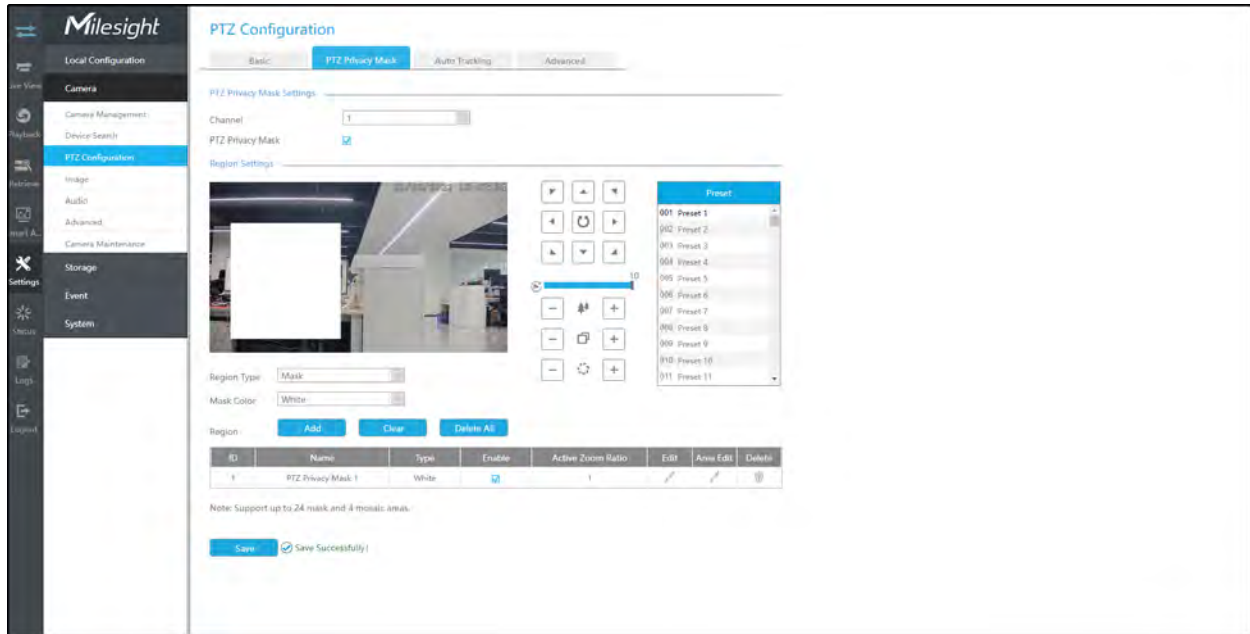 Milesight
Local Configuration
Camera
Camera Management
Device Search
PTZ Configuration
Image
Audio
Advanced
Camera Maintenance
Storage
Event
System
Live View
Playback
Retrieve
Smart A...
Settings
Status
Logs
Logout
PTZ Configuration
Basic PTZ Privacy Mask Auto Tracking Advanced
PTZ Privacy Mask Settings
Channel 1
PTZ Privacy Mask
Region Settings
10
Preset
001 Preset 1
002 Preset 2
003 Preset 3
004 Preset 4
005 Preset 5
006 Preset 6
007 Preset 7
008 Preset 8
009 Preset 9
010 Preset 10
011 Preset 11
Region Type Mask
Mask Color White
Region Add Clear Delete All
ID Name Type Enable Active Zoom Ratio Edit Area Edit Delete
1 PTZ Privacy Mask 1 White 1
Note: Support up to 24 mask and 4 mosaic areas.
Save Save Successfully!